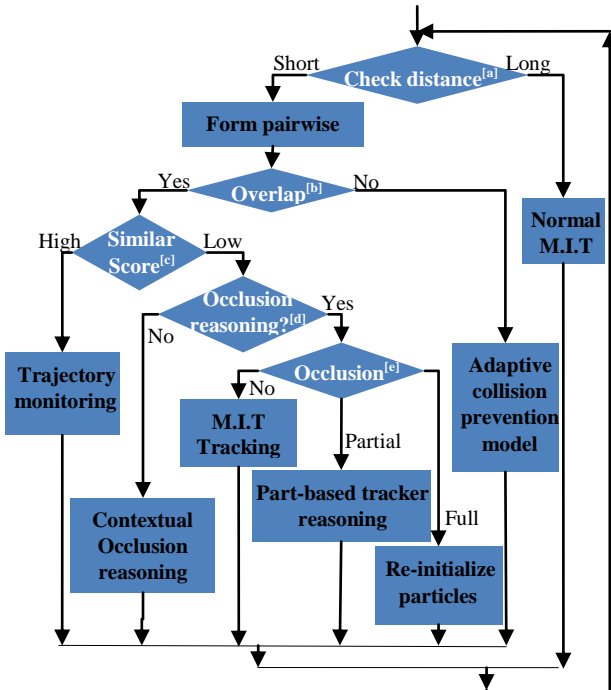 Short
Check distance[a]
Long
Form pairwise
Yes
Overlap[b]
No
Normal
M.I.T
High
Similar
Score[c]
Low
Occlusion
reasoning?[d]
Yes
No
Trajectory
monitoring
Occlusion[e]
No
M.I.T
Tracking
Partial
Adaptive
collision
prevention
model
Part-based tracker
reasoning
Full
Contextual
Occlusion
reasoning
Re-initialize
particles